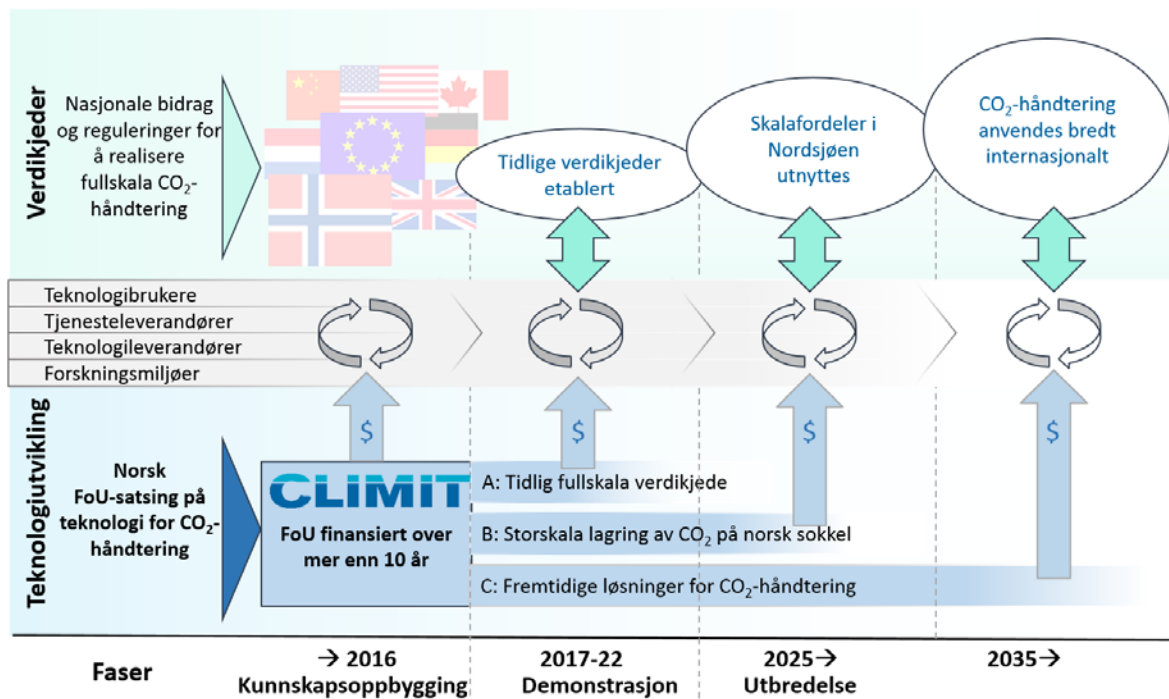 Verdikjeder
Nasjonale bidrag
og reguleringer for
å realisere
fullskala CO₂-
håndtering
Tidlige verdikjeder
etablert
Skalafordeler i
Nordsjøen
utnyttes
CO₂-håndtering
anvendes bredt
internasjonalt
Teknologibrukere
Tjenesteleverandører
Teknologileverandører
Forskningsmiljøer
Teknologiutvikling
Norsk
FoU-satsing på
teknologi for CO₂-
håndtering
$
$
$
$
CLIMIT
FoU finansiert over
mer enn 10 år
A: Tidlig fullskala verdikjede
B: Storskala lagring av CO₂ på norsk sokkel
C: Fremtidige løsninger for CO₂-håndtering
Faser
→ 2016
Kunnskapsoppbygging
2017-22
Demonstrasjon
2025→
Utbredelse
2035→